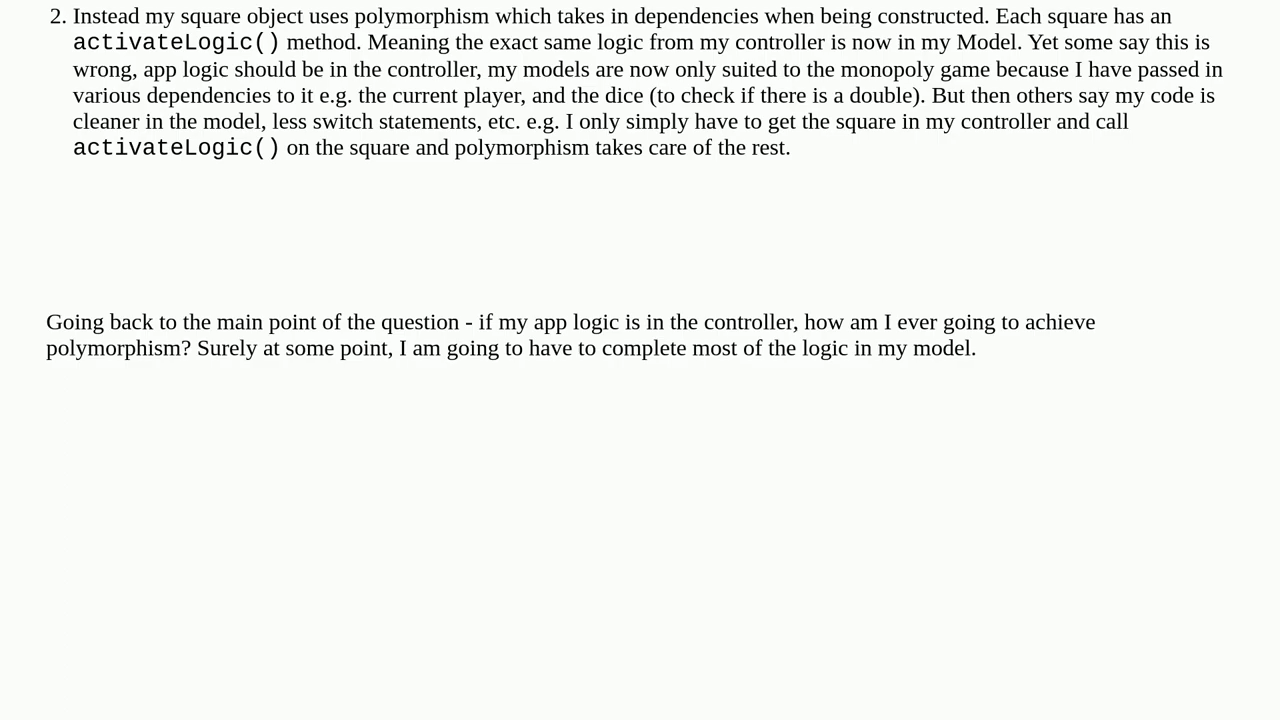 2. Instead my square object uses polymorphism which takes in dependencies when being constructed. Each square has an
activateLogic() method. Meaning the exact same logic from my controller is now in my Model. Yet some say this is
wrong, app logic should be in the controller, my models are now only suited to the monopoly game because I have passed in
various dependencies to it e.g. the current player, and the dice (to check if there is a double). But then others say my code is
cleaner in the model, less switch statements, etc. e.g. I only simply have to get the square in my controller and call
activateLogic() on the square and polymorphism takes care of the rest.
Going back to the main point of the question - if my app logic is in the controller, how am I ever going to achieve
polymorphism? Surely at some point, I am going to have to complete most of the logic in my model.